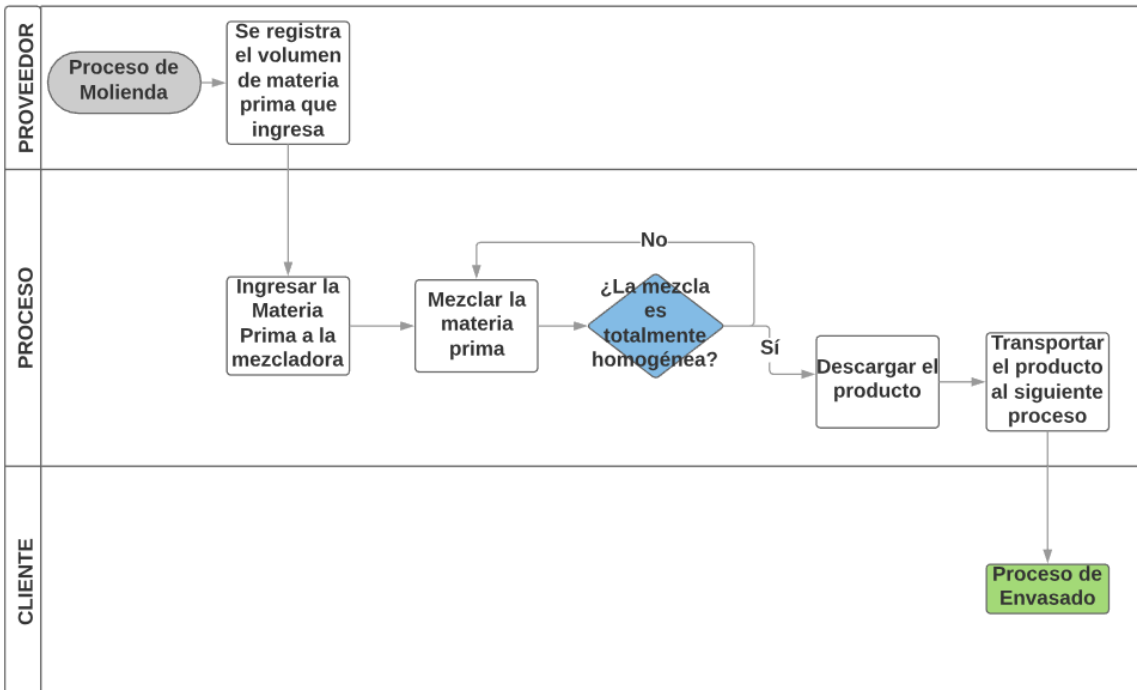 PROVEEDOR
Proceso de
Molienda
Se registra
el volumen
de materia
prima que
ingresa
PROCESO
Ingresar la
Materia
Prima a la
mezcladora
Mezclar la
materia
prima
No
¿La mezcla
es
totalmente
homogénea?
Sí
Descargar el
producto
Transportar
el producto
al siguiente
proceso
CLIENTE
Proceso de
Envasado